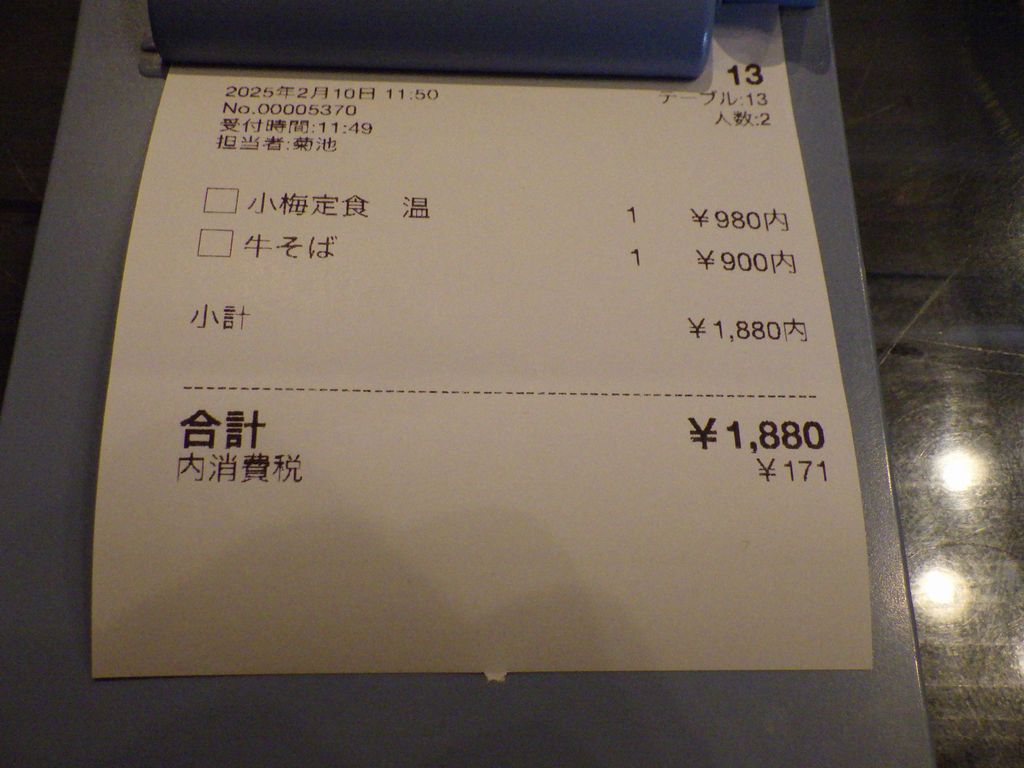 13
2025年2月10日 11:50
テーブル:13
No.00005370
人数:2
受付時間:11:49
担当者:菊池
小梅定食 温 1 ¥980内
牛そば 1 ¥900内
小計 ¥1,880内
合計 ¥1,880
内消費税 ¥171